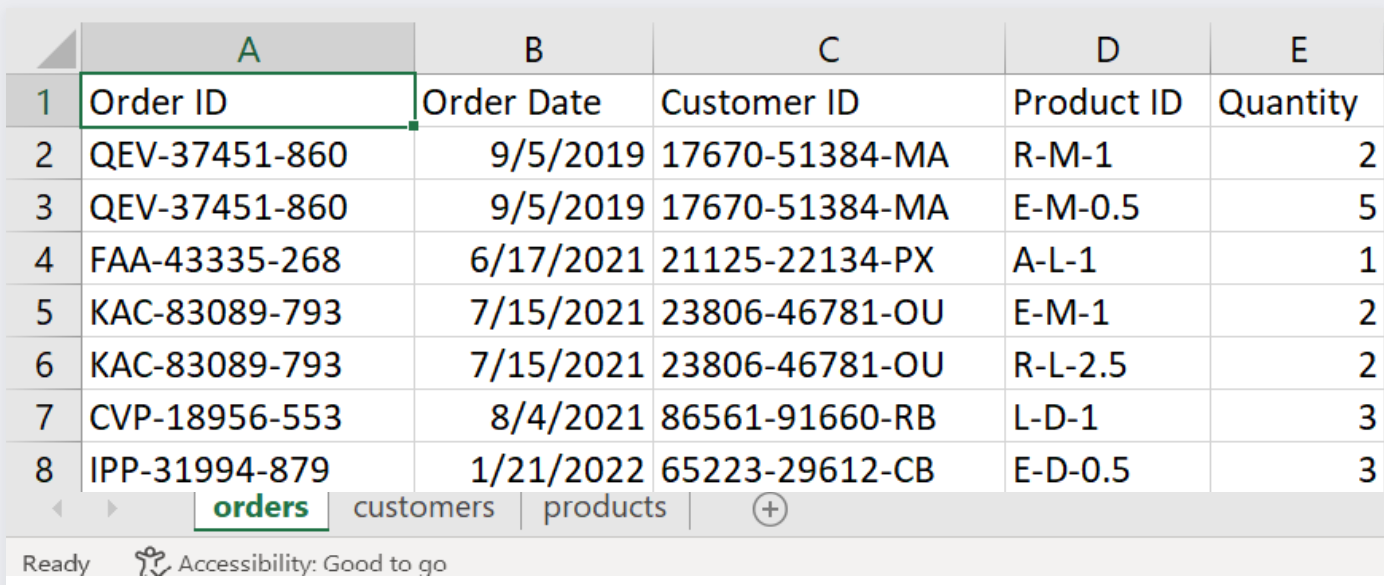 A B C D E
1 Order ID Order Date Customer ID Product ID Quantity
2 QEV-37451-860 9/5/2019 17670-51384-MA R-M-1 2
3 QEV-37451-860 9/5/2019 17670-51384-MA E-M-0.5 5
4 FAA-43335-268 6/17/2021 21125-22134-PX A-L-1 1
5 KAC-83089-793 7/15/2021 23806-46781-OU E-M-1 2
6 KAC-83089-793 7/15/2021 23806-46781-OU R-L-2.5 2
7 CVP-18956-553 8/4/2021 86561-91660-RB L-D-1 3
8 IPP-31994-879 1/21/2022 65223-29612-CB E-D-0.5 3
orders customers products
Ready Accessibility: Good to go